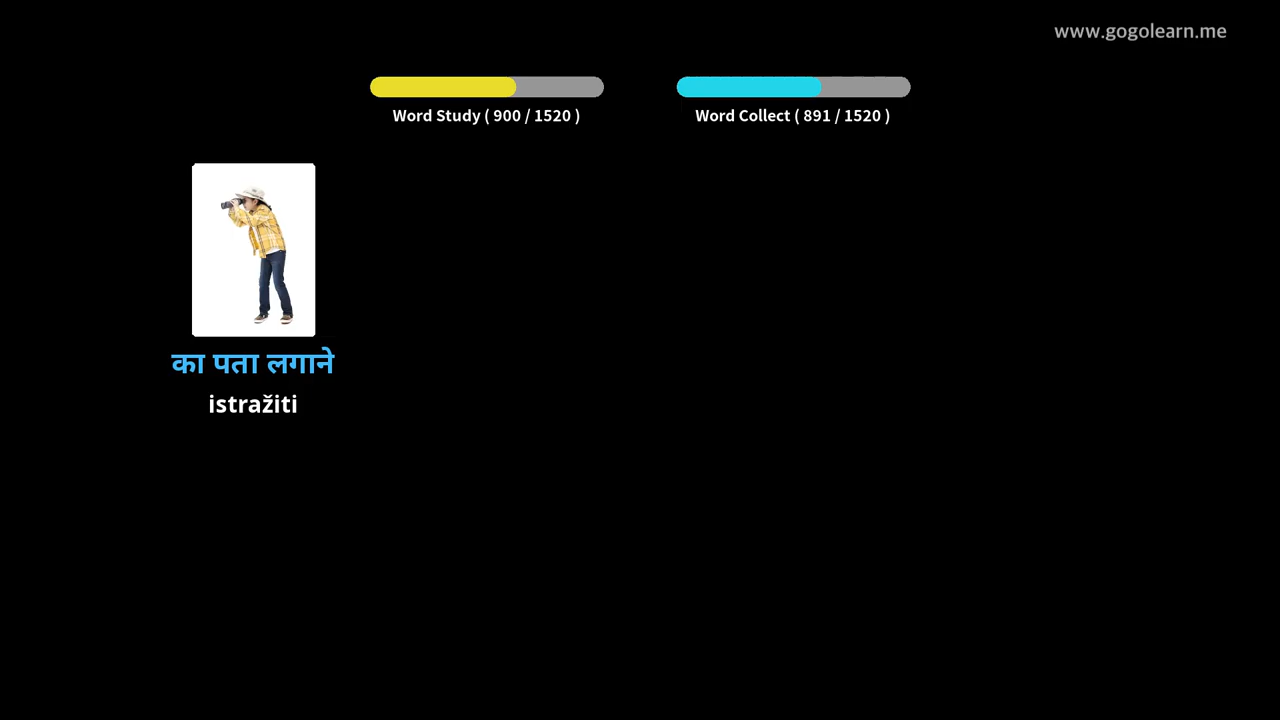 www.gogolearn.me
Word Study ( 900 / 1520 )
Word Collect ( 891 / 1520 )
का पता लगाने
istražiti